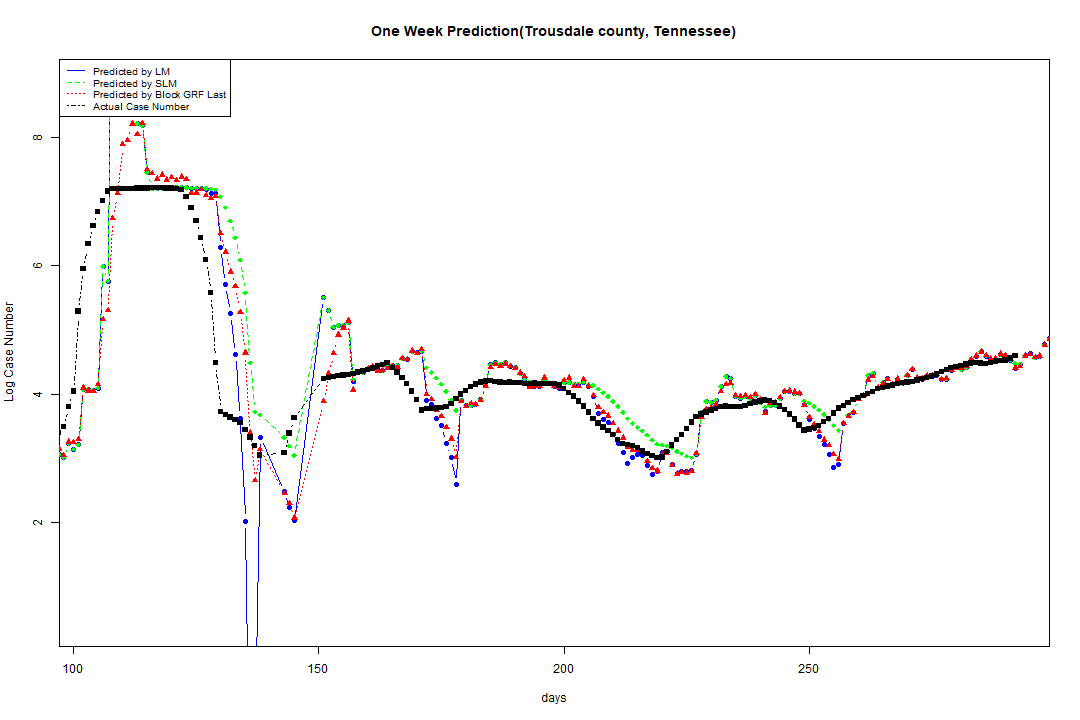 One Week Prediction(Trousdale county, Tennessee)
Predicted by LM
Predicted by SLM
Predicted by Block GRF Last
Actual Case Number
8
6
4
2
Log Case Number
100 150 200 250
days